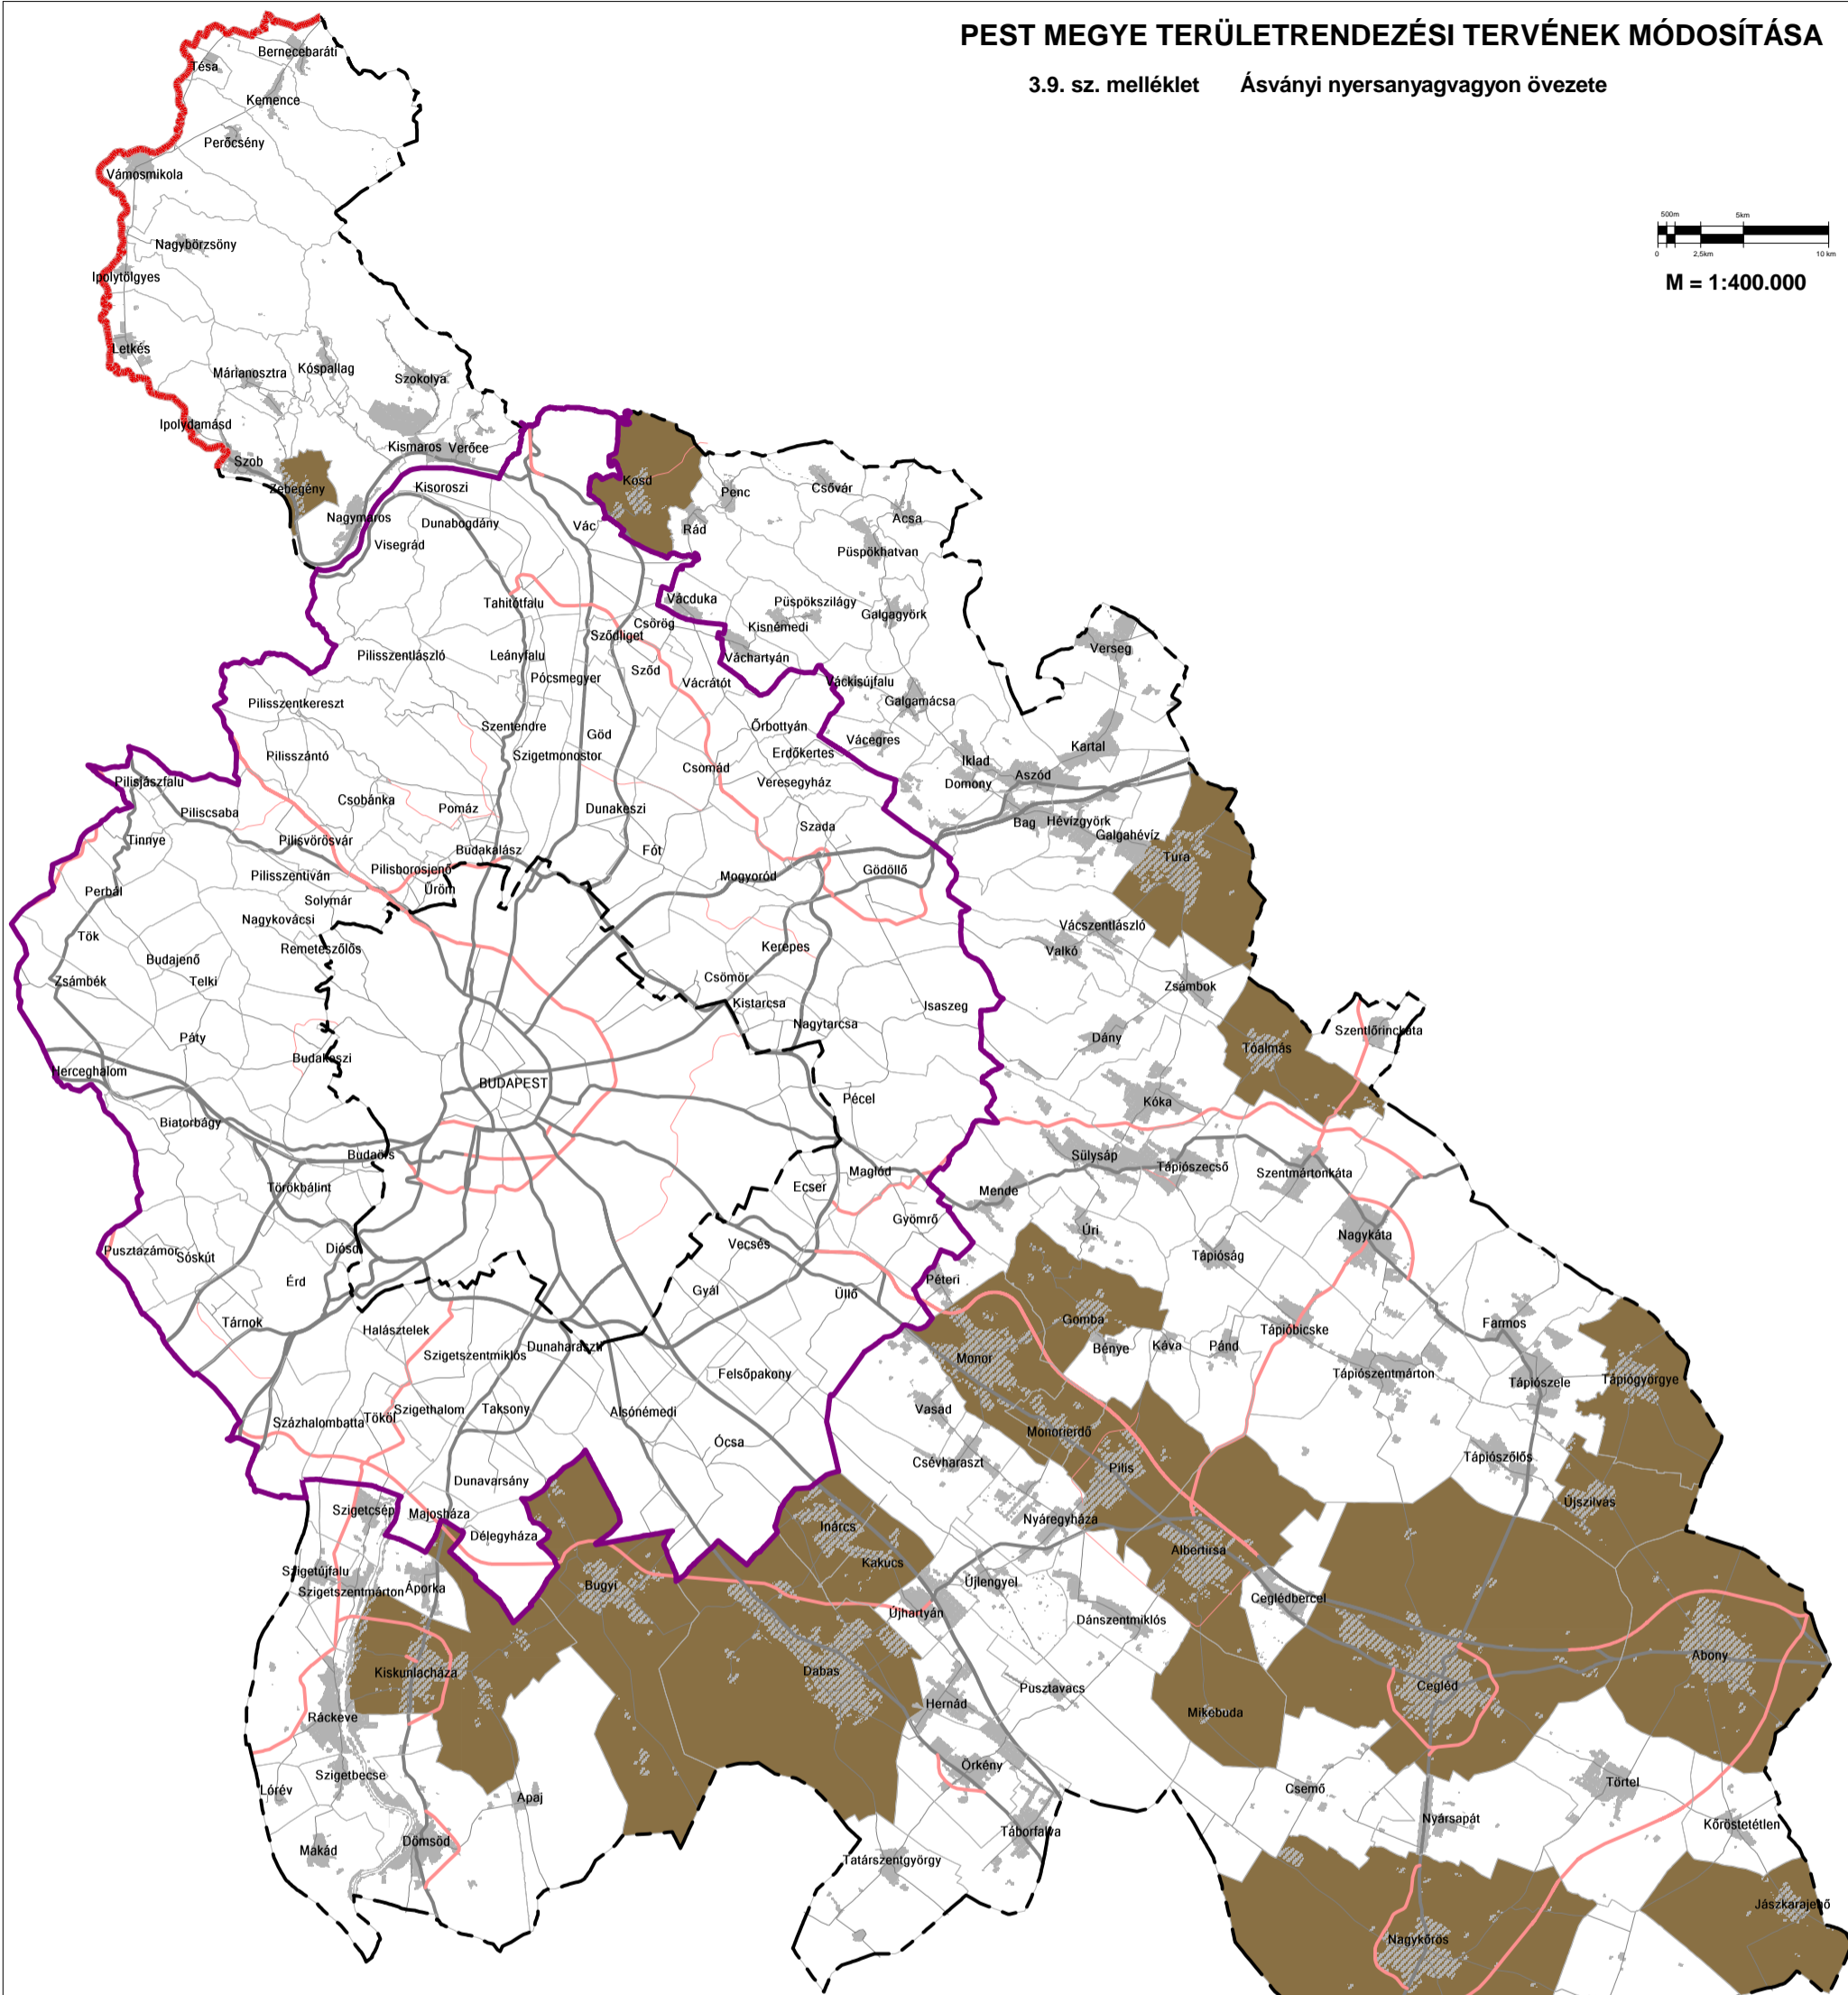 PEST MEGYE TERÜLETRENDEZÉSI TERVÉNEK MÓDOSÍTÁSA
3.9. sz. melléklet Ásványi nyersanyagvagyon övezete
500m 5km
0 2,5km 10 km
M = 1:400.000
Bernecebaráti
Tésa
Kemence
Perőcsény
Vámosmikola
Nagybörzsöny
Ipolytölgyes
Letkés
Márianosztra
Kóspallag
Szokolya
Ipolydamásd
Szob
Kismaros
Verőce
Zebegény
Kisoroszi
Nagymaros
Dunabogdány
Visegrád
Vác
Kosd
Penc
Rád
Csővár
Acsa
Püspökhatvan
Tahitótfalu
Vácduka
Püspökszilágy
Kisnémedi
Galgagyörk
Csörög
Sződliget
Váchartyán
Verseg
Pilisszentlászló
Leányfalu
Pócsmegyer
Sződ
Vácrátót
Váckisújfalu
Galgamácsa
Pilisszentkereszt
Szentendre
Göd
Őrbottyán
Erdőkertes
Vácegres
Kartal
Pilisszántó
Szigetmonostor
Csömád
Veresegyház
Iklad
Domony
Aszód
Pilisjászfalu
Piliscsaba
Csobánka
Pomáz
Dunakeszi
Szada
Bag
Hévízgyörk
Galgahévíz
Tura
Tinnye
Pilisvörösvár
Budakalász
Fót
Pilisborosjenő
Üröm
Mogyoród
Gödöllő
Pilisszentiván
Perbál
Solymár
Nagykovácsi
Remeteszőlős
Tök
Budajenő
Telki
Zsámbék
Kerepes
Csömör
Kistarcsa
Nagytarcsa
Isaszeg
Vácszentlászló
Valkó
Zsámbok
Dány
Tóalmás
Szentlőrinckáta
Páty
Budakeszi
Herceghalom
BUDAPEST
Pécel
Kóka
Biatorbágy
Budaörs
Törökbálint
Maglód
Ecser
Gyömrő
Mende
Sülysáp
Tápiószecső
Szentmártonkáta
Úri
Tápióság
Nagykáta
Pusztazámor
Sóskút
Diósd
Érd
Vecsés
Gyál
Üllő
Péteri
Tárnok
Halásztelek
Szigetszentmiklós
Dunaharaszti
Felsőpakony
Monor
Gomba
Bénye
Káva
Pánd
Tápióbicske
Farmos
Tápiószentmárton
Tápiószele
Tápiógyörgye
Százhalombatta
Tököl
Szigethalom
Taksony
Alsónémedi
Ócsa
Vasad
Monorierdő
Csévharaszt
Pilis
Tápiószőlős
Újszilvás
Dunavarsány
Szigetcsép
Majosháza
Délegyháza
Inárcs
Kakucs
Nyáregyháza
Albertirsa
Szigetújfalu
Szigetszentmárton
Áporka
Bugyi
Újhartyán
Újlengyel
Dánszentmiklós
Ceglédbercel
Kiskunlacháza
Dabas
Hernád
Pusztavacs
Mikebuda
Cegléd
Abony
Ráckeve
Szigetbecse
Lórév
Apaj
Örkény
Csemő
Törtel
Nyársapát
Kőröstetétlen
Makád
Dömsöd
Táborfalva
Tatárszentgyörgy
Jászkarajenő
Nagykőrös